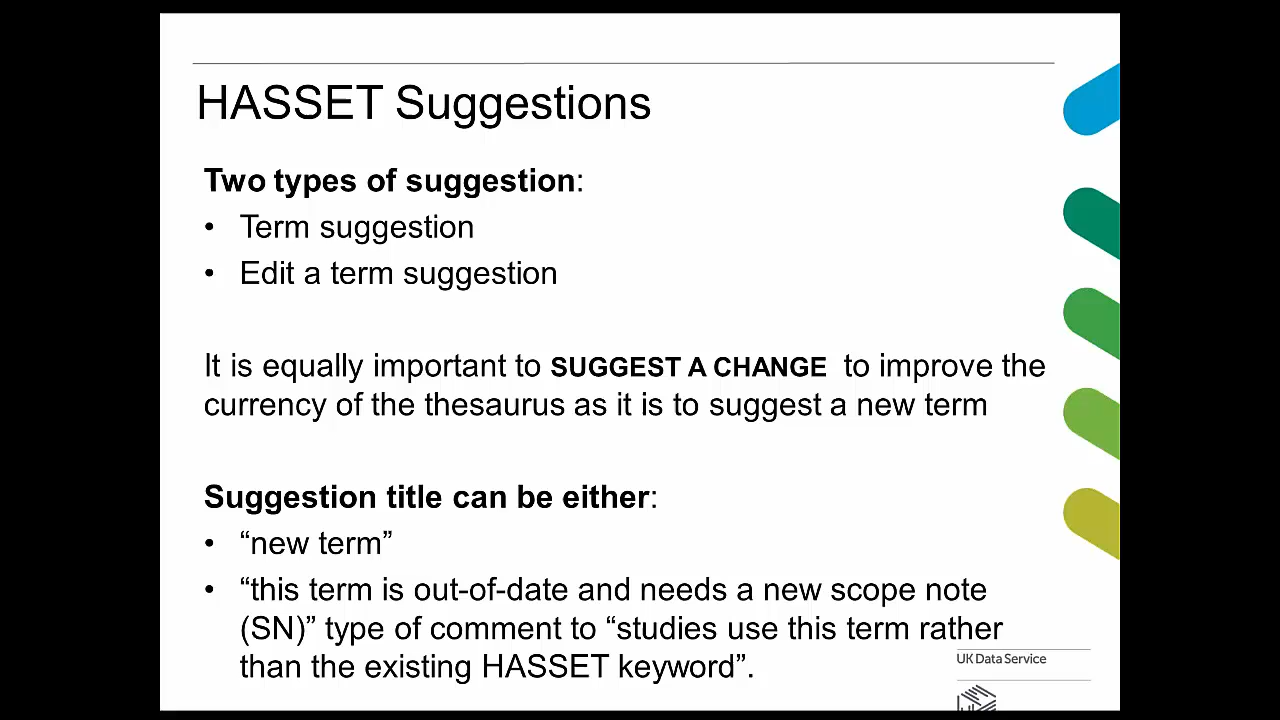 HASSET Suggestions
Two types of suggestion:
• Term suggestion
• Edit a term suggestion
It is equally important to SUGGEST A CHANGE to improve the
currency of the thesaurus as it is to suggest a new term
Suggestion title can be either:
• “new term”
• “this term is out-of-date and needs a new scope note
(SN)” type of comment to “studies use this term rather
than the existing HASSET keyword”.
UK Data Service